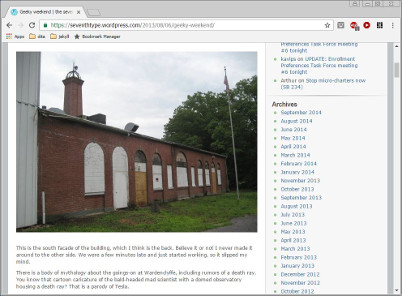 Geeky weekend | the sev
https://seventhtype.wordpress.com/2013/08/06/geeky-weekend/
Apps
dita
Jekyll
Bookmark Manager
Preferences Task Force meeting
#6 tonight
kaslps on UPDATE: Enrollment
Preferences Task Force meeting
#6 tonight
Arthur on Stop micro-charters now
(SB 234)
Archives
September 2014
August 2014
June 2014
May 2014
April 2014
March 2014
February 2014
January 2014
November 2013
October 2013
September 2013
August 2013
July 2013
June 2013
May 2013
April 2013
March 2013
February 2013
January 2013
December 2012
November 2012
October 2012
This is the south facade of the building, which I think is the back. Believe it or not I never made it
around to the other side. We were a few minutes late and just started working, so it slipped my
mind.
There is a body of mythology about the goings-on at Wardenclyffe, including rumors of a death ray.
You know that cartoon caricature of the bald-headed mad scientist with a domed observatory
housing a death ray? That is a parody of Tesla.